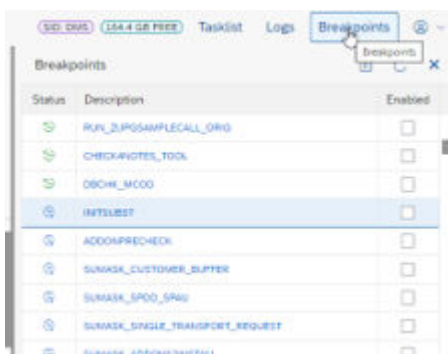 SID: DMS 164.4 GB FREE Tasklist Logs Breakpoints
Breakpoints
Breakpoints
Status Description Enabled
RUN_ZUPGSAMPLECALL_ORIG
CHECK4NOTES_TOOL
DBCHK_MCOD
INITSUBST
ADDONPRECHECK
SUMASK_CUSTOMER_BUFFER
SUMASK_SPDD_SPAU
SUMASK_SINGLE_TRANSPORT_REQUEST